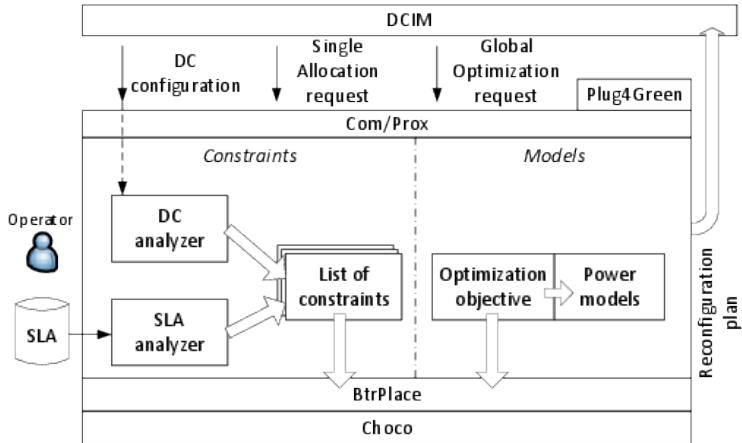 DCIM
DC
configuration
Single
Allocation
request
Global
Optimization
request
Plug4Green
Com/Prox
Constraints
Models
Operator
DC
analyzer
List of
constraints
Optimization
objective
Power
models
SLA
SLA
analyzer
Reconfiguration
plan
BtrPlace
Choco